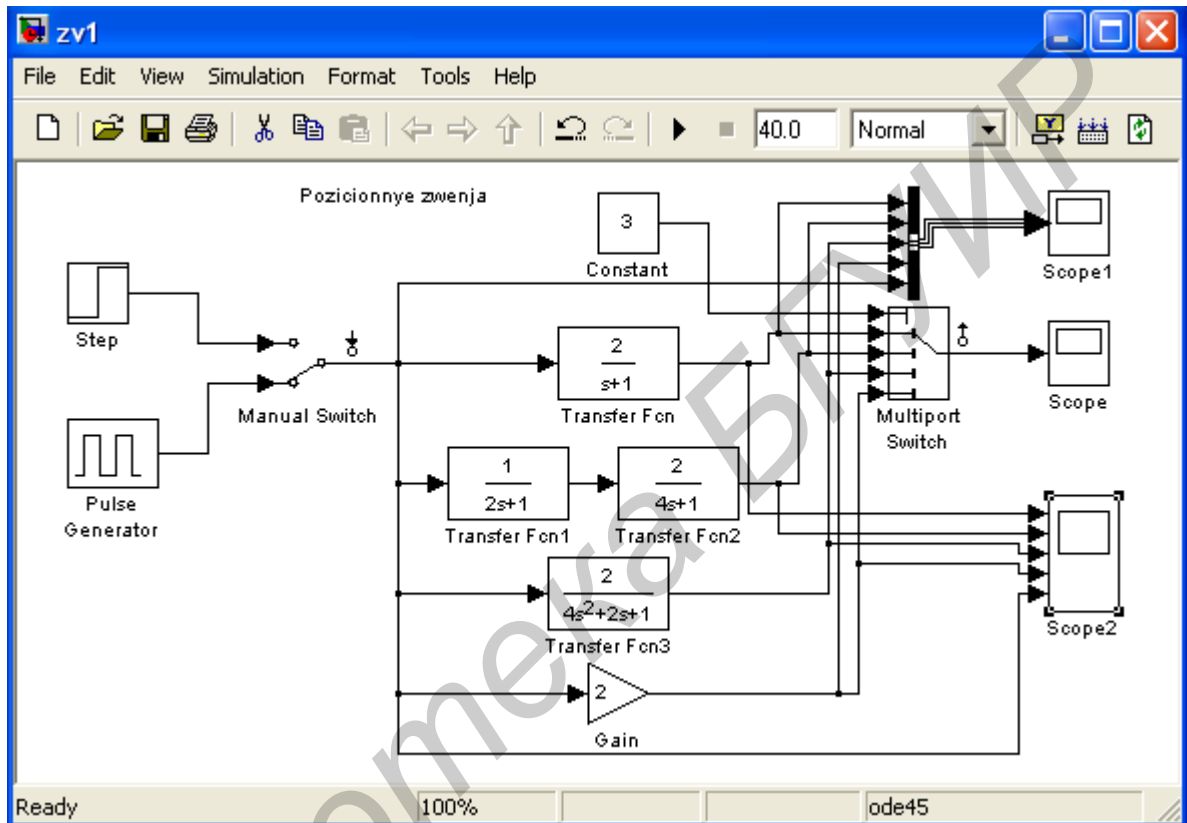 zv1
File Edit View Simulation Format Tools Help
40.0
Normal
Pozicionnye zwenja
3
Constant
Scope1
Step
Manual Switch
2
s+1
Transfer Fcn
Multiport
Switch
Scope
Pulse
Generator
1
2s+1
Transfer Fcn1
2
4s+1
Transfer Fcn2
2
4s²+2s+1
Transfer Fcn3
Scope2
2
Gain
Ready
100%
ode45
отека БГУИР